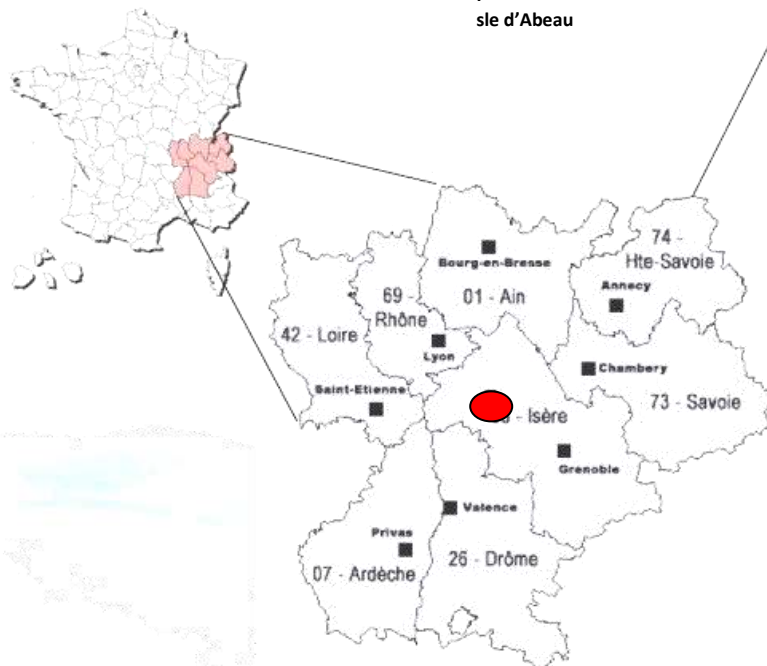 sle d’Abeau
74 -
Hte-Savoie
Bourg-en-Bresse
69 -
Rhône
01 - Ain
Annecy
42 - Loire
Lyon
Chambery
Saint-Etienne
73 - Savoie
- Isère
Grenoble
Valence
Privas
26 - Drôme
07 - Ardèche